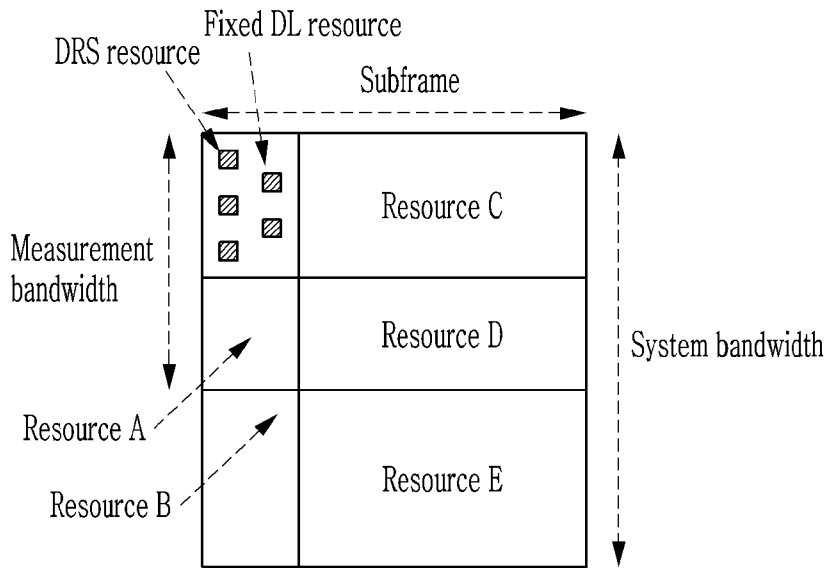 Fixed DL resource
DRS resource
Subframe
Resource C
Measurement
bandwidth
Resource D
System bandwidth
Resource A
Resource E
Resource B